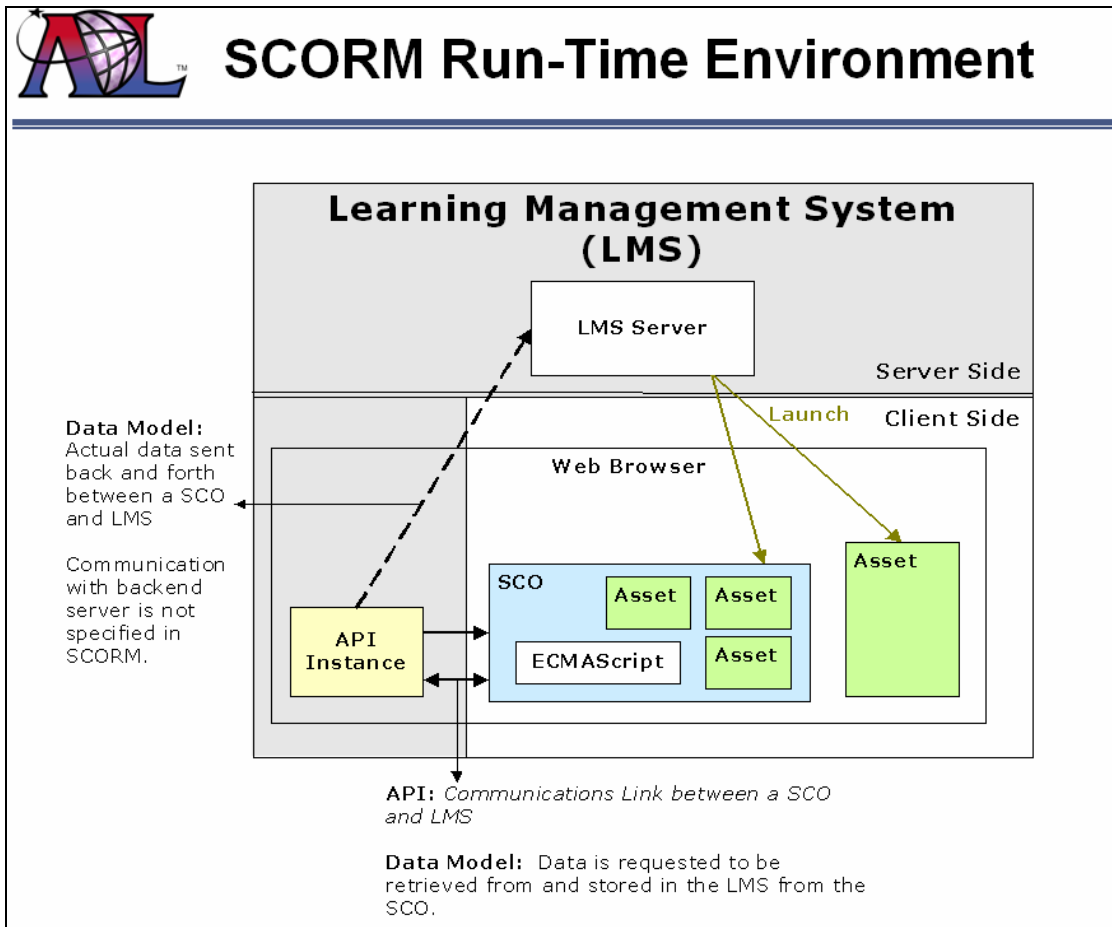 ADL TM
SCORM Run-Time Environment
Learning Management System
(LMS)
LMS Server
Server Side
Launch
Client Side
Data Model:
Actual data sent
back and forth
between a SCO
and LMS
Communication
with backend
server is not
specified in
SCORM.
Web Browser
API
Instance
SCO
Asset
Asset
ECMAScript
Asset
Asset
API: Communications Link between a SCO
and LMS
Data Model: Data is requested to be
retrieved from and stored in the LMS from the
SCO.